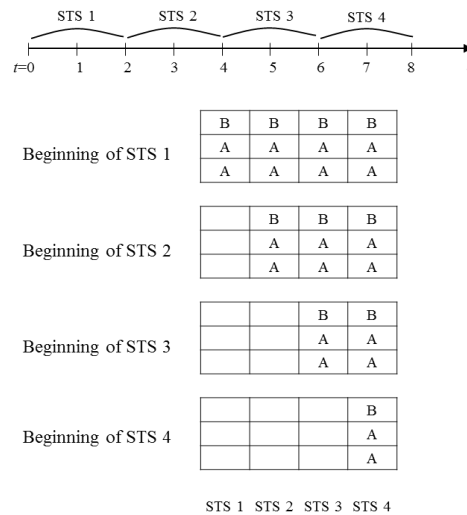 STS 1 STS 2 STS 3 STS 4
t=0 1 2 3 4 5 6 7 8
B B B B
Beginning of STS 1 A A A A
A A A A
B B B
Beginning of STS 2 A A A
A A A
B B
Beginning of STS 3 A A
A A
B
Beginning of STS 4 A
A
STS 1 STS 2 STS 3 STS 4